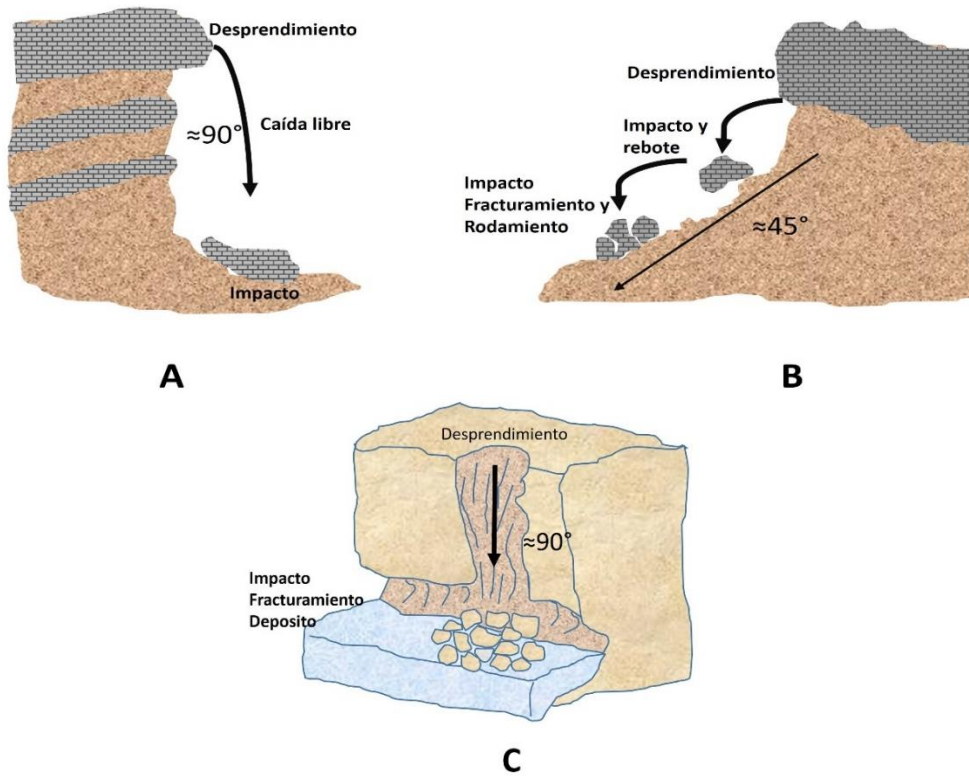 Desprendimiento
Caída libre
≈90°
Impacto
A
Desprendimiento
Impacto y
rebote
Impacto
Fracturamiento y
Rodamiento
≈45°
B
Desprendimiento
≈90°
Impacto
Fracturamiento
Deposito
C